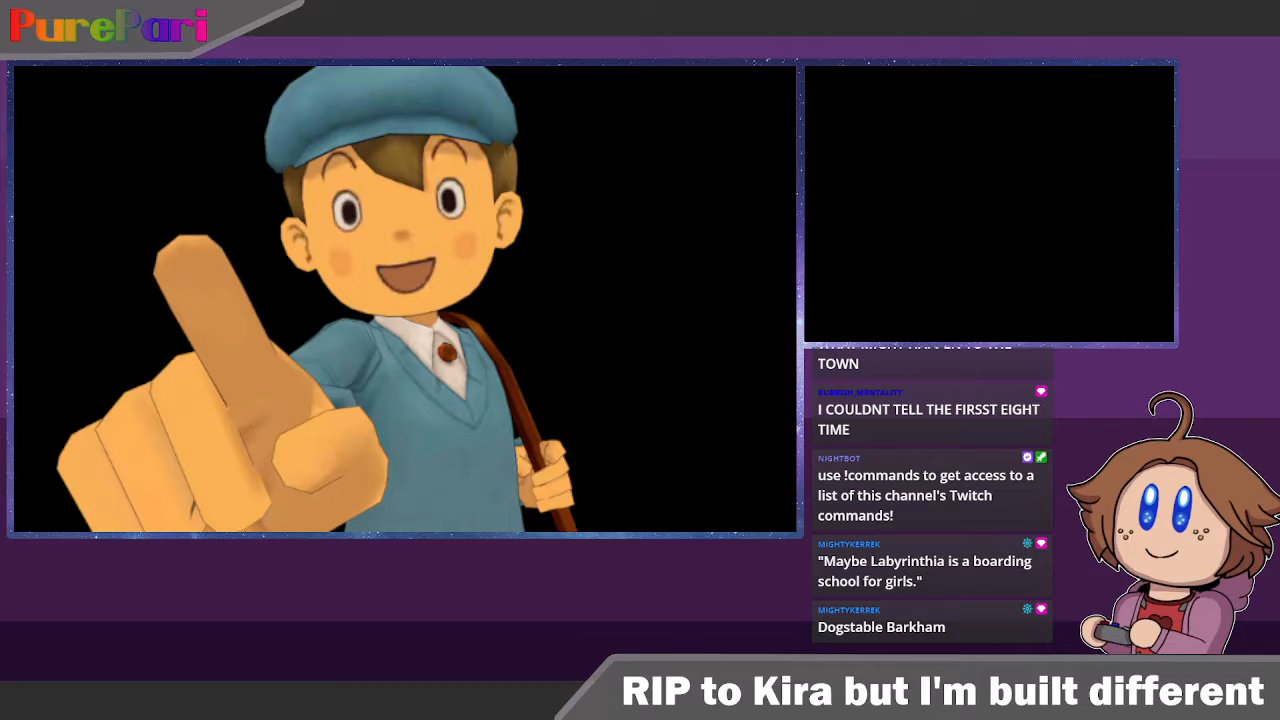 PurePari
TOWN
RUBBISH_MENTALITY
I COULDNT TELL THE FIRSST EIGHT
TIME
NIGHTBOT
use !commands to get access to a
list of this channel's Twitch
commands!
MIGHTYKERREK
"Maybe Labyrinthia is a boarding
school for girls."
MIGHTYKERREK
Dogstable Barkham
RIP to Kira but I'm built different